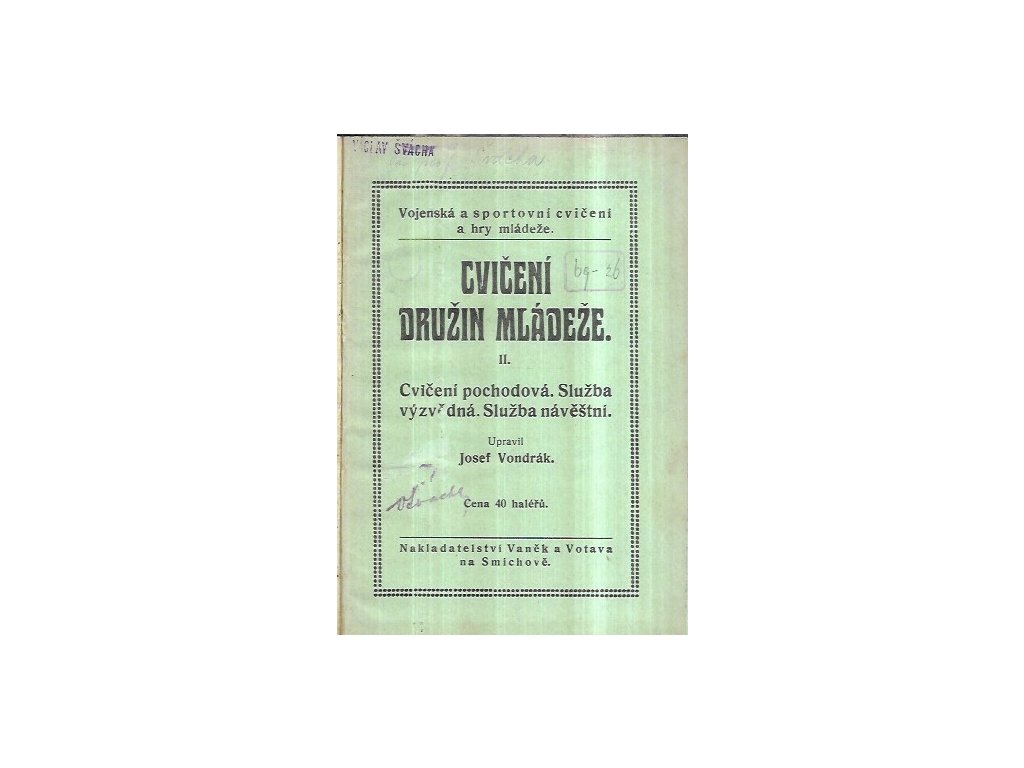 ŠVÁCHA
Vojenská a sportovní cvičení
a hry mládeže.
CVIČENÍ
DRUŽIN MLÁDEŽE.
II.
Cvičení pochodová. Služba
výzvědná. Služba návěštní.
Upravil
Josef Vondrák.
Cena 40 haléřů.
Nakladatelství Vaněk a Votava
na Smíchově.